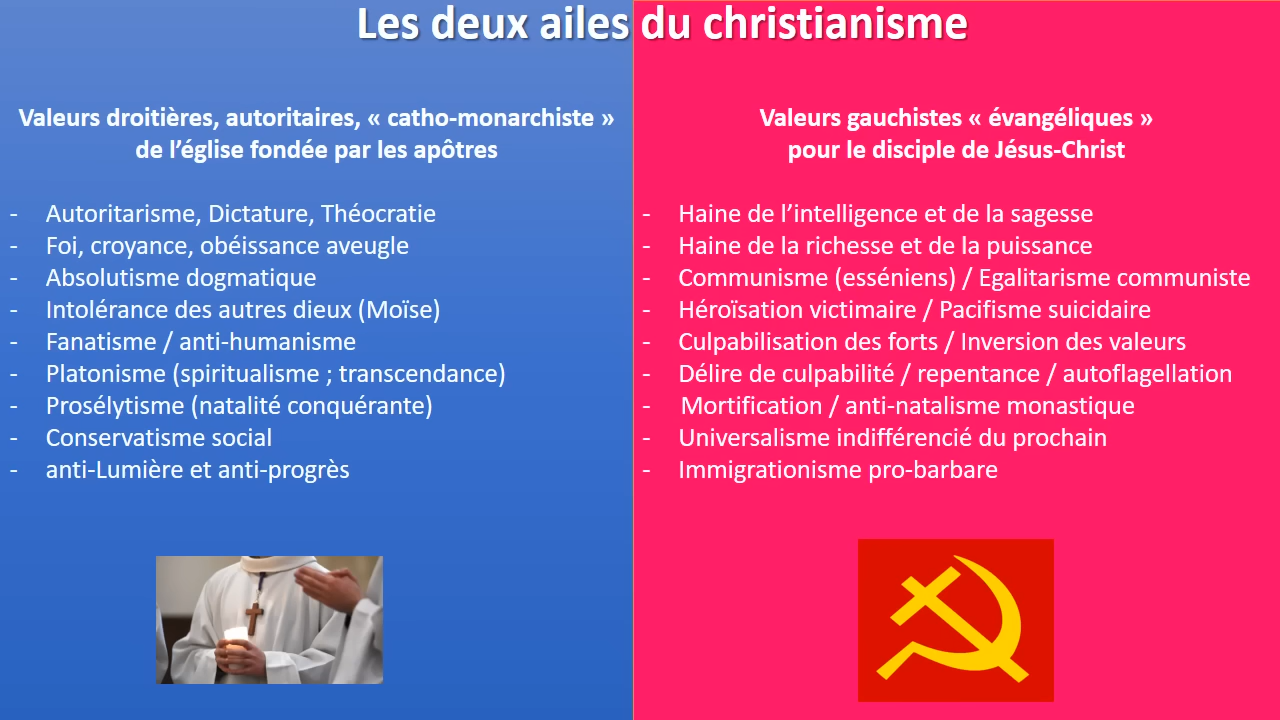 Les deux ailes du christianisme
Valeurs droitières, autoritaires, « catho-monarchiste »
de l’église fondée par les apôtres
- Autoritarisme, Dictature, Théocratie
- Foi, croyance, obéissance aveugle
- Absolutisme dogmatique
- Intolérance des autres dieux (Moïse)
- Fanatisme / anti-humanisme
- Platonisme (spiritualisme ; transcendance)
- Prosélytisme (natalité conquérante)
- Conservatisme social
- anti-Lumière et anti-progrès
Valeurs gauchistes « évangéliques »
pour le disciple de Jésus-Christ
- Haine de l’intelligence et de la sagesse
- Haine de la richesse et de la puissance
- Communisme (esséniens) / Egalitarisme communiste
- Héroïsation victimaire / Pacifisme suicidaire
- Culpabilisation des forts / Inversion des valeurs
- Délire de culpabilité / repentance / autoflagellation
- Mortification / anti-natalisme monastique
- Universalisme indifférencié du prochain
- Immigrationisme pro-barbare